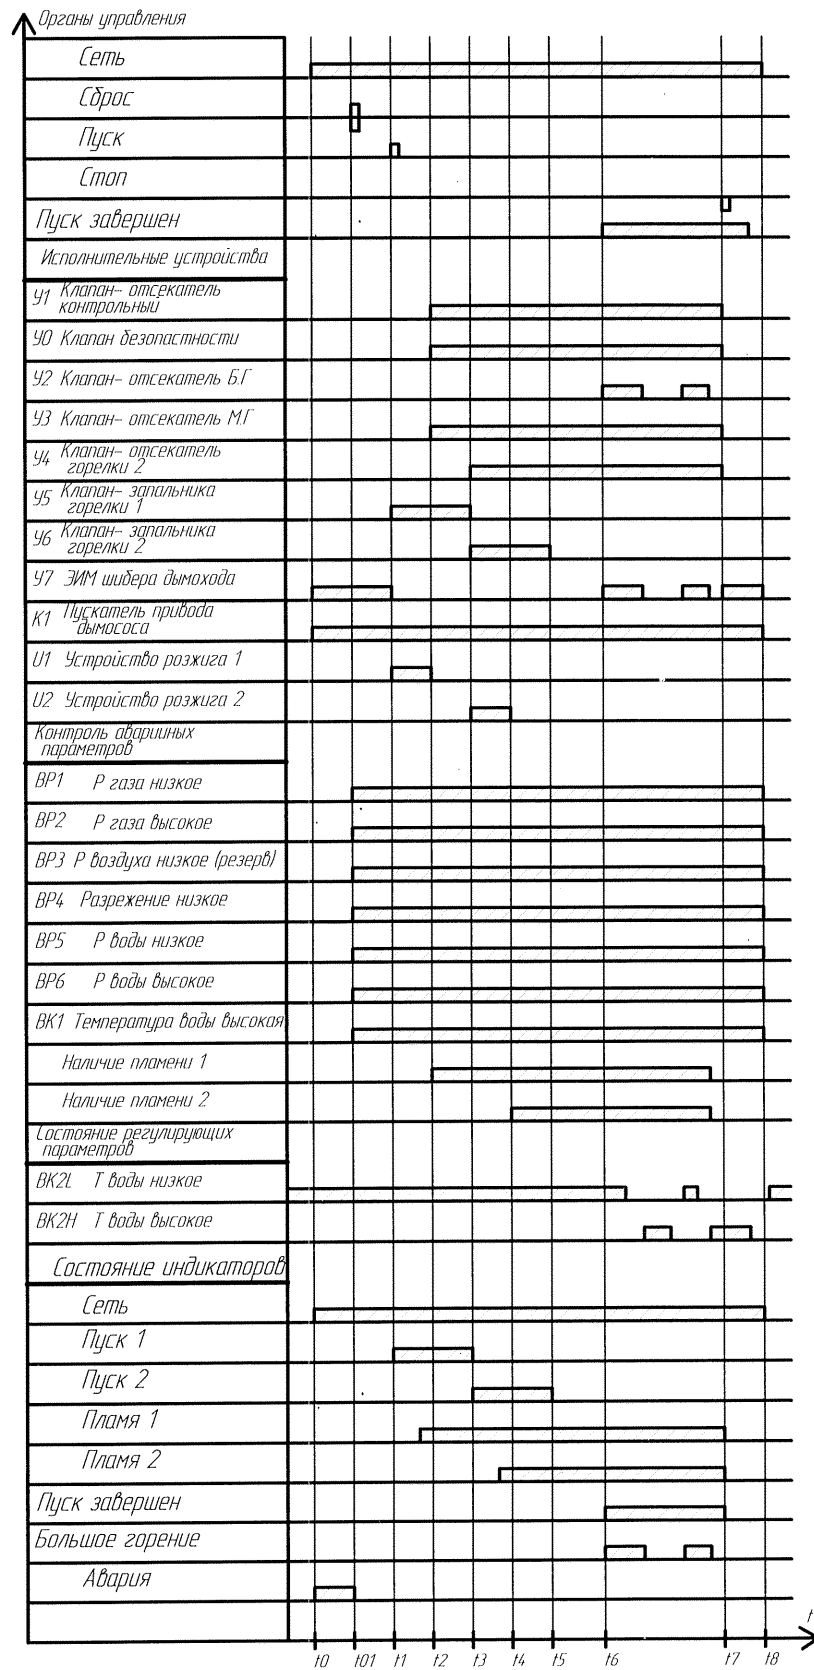 Органы управления
Сеть
Сброс
Пуск
Стоп
Пуск завершен
Исполнительные устройства
У1 Клапан- отсекатель
контрольный
У0 Клапан безопастности
У2 Клапан- отсекатель Б.Г
У3 Клапан- отсекатель М.Г
У4 Клапан- отсекатель
горелки 2
У5 Клапан- запальника
горелки 1
У6 Клапан- запальника
горелки 2
У7 ЭИМ шибера дымохода
К1 Пускатель привода
дымососа
U1 Устройство розжига 1
U2 Устройство розжига 2
Контроль аварийных
параметров
ВР1 Р газа низкое
ВР2 Р газа высокое
ВР3 Р воздуха низкое (резерв)
ВР4 Разрежение низкое
ВР5 Р воды низкое
ВР6 Р воды высокое
ВК1 Температура воды высокая
Наличие пламени 1
Наличие пламени 2
Состояние регулирующих
параметров
ВК2L Т воды низкое
ВК2Н Т воды высокое
Состояние индикаторов
Сеть
Пуск 1
Пуск 2
Пламя 1
Пламя 2
Пуск завершен
Большое горение
Авария
t
t0 t01 t1 t2 t3 t4 t5 t6 t7 t8